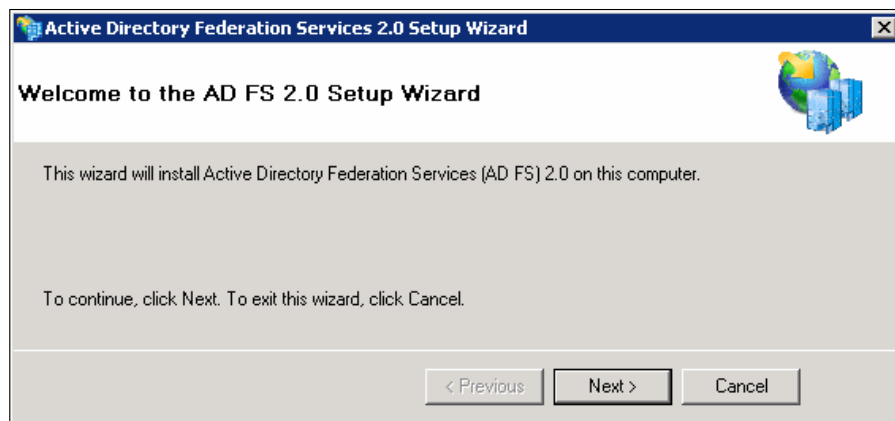 Active Directory Federation Services 2.0 Setup Wizard
Welcome to the AD FS 2.0 Setup Wizard
This wizard will install Active Directory Federation Services (AD FS) 2.0 on this computer.
To continue, click Next. To exit this wizard, click Cancel.
< Previous
Next >
Cancel